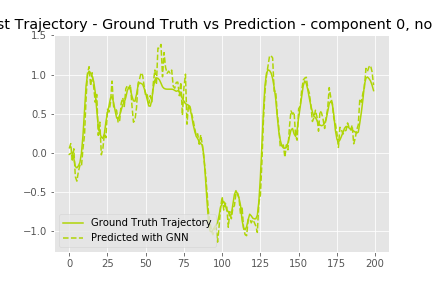 st Trajectory - Ground Truth vs Prediction - component 0, no
1.5
1.0
0.5
0.0
−0.5
−1.0
Ground Truth Trajectory
Predicted with GNN
0 25 50 75 100 125 150 175 200